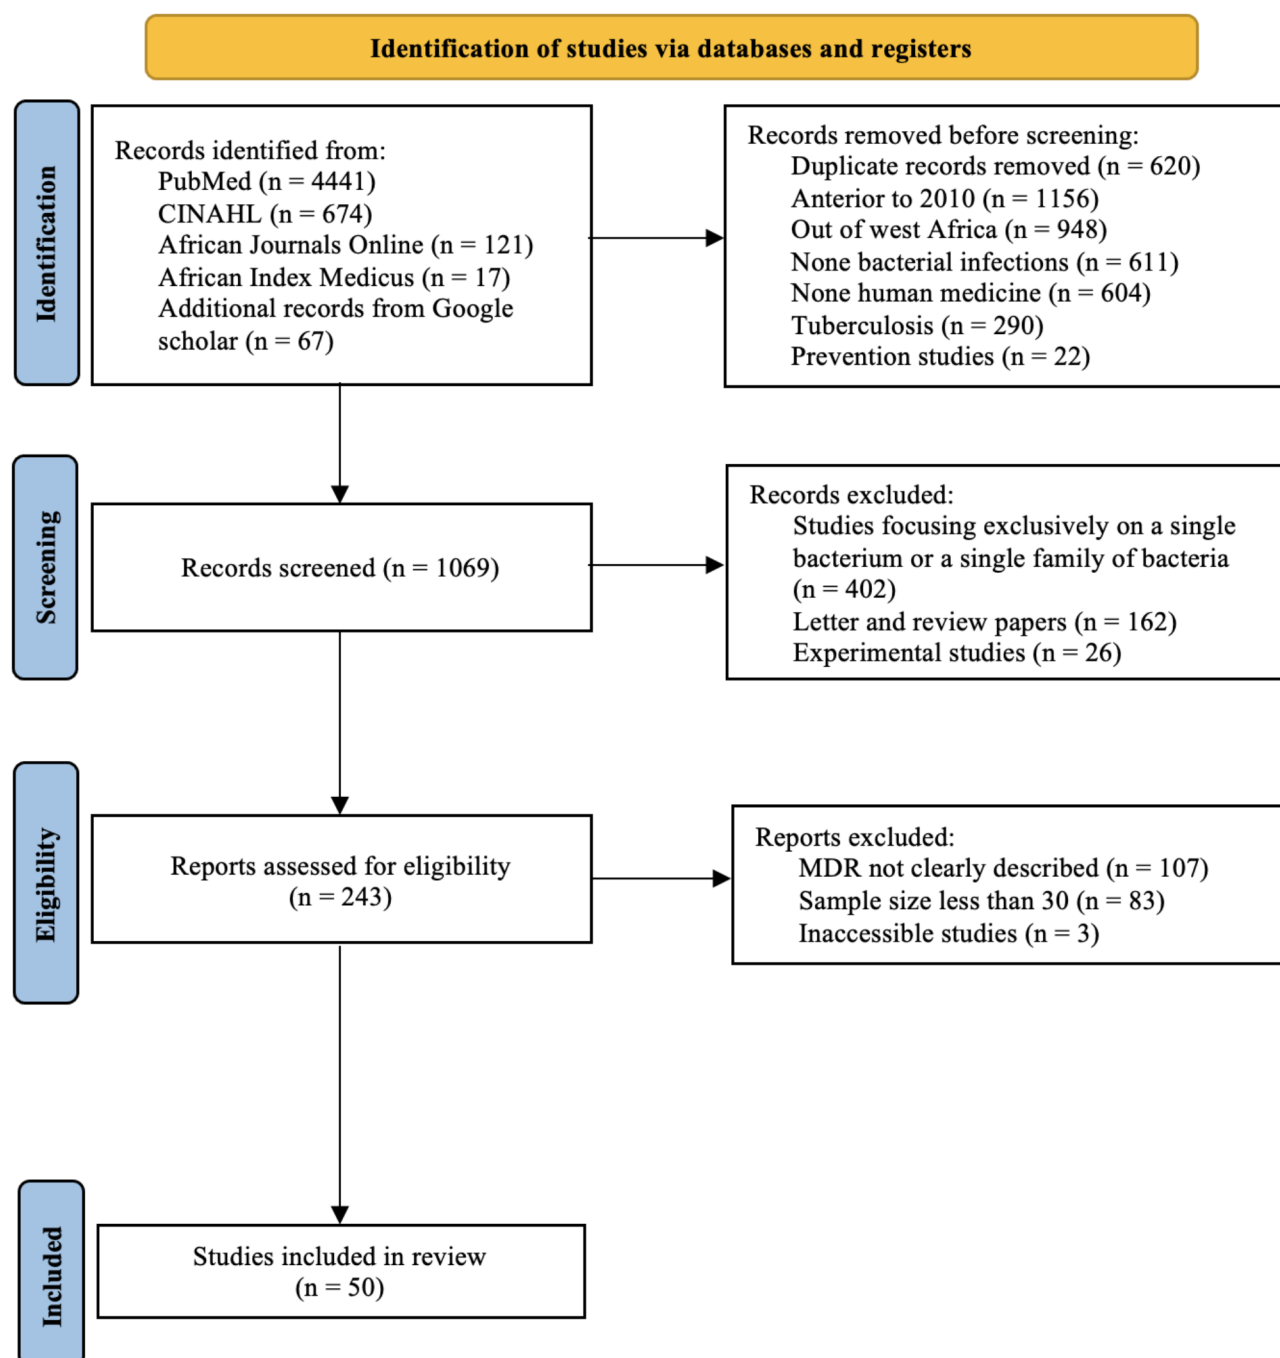 Identification of studies via databases and registers
Identification
Records identified from:
PubMed (n = 4441)
CINAHL (n = 674)
African Journals Online (n = 121)
African Index Medicus (n = 17)
Additional records from Google
scholar (n = 67)
Records removed before screening:
Duplicate records removed (n = 620)
Anterior to 2010 (n = 1156)
Out of west Africa (n = 948)
None bacterial infections (n = 611)
None human medicine (n = 604)
Tuberculosis (n = 290)
Prevention studies (n = 22)
Screening
Records screened (n = 1069)
Records excluded:
Studies focusing exclusively on a single
bacterium or a single family of bacteria
(n = 402)
Letter and review papers (n = 162)
Experimental studies (n = 26)
Eligibility
Reports assessed for eligibility
(n = 243)
Reports excluded:
MDR not clearly described (n = 107)
Sample size less than 30 (n = 83)
Inaccessible studies (n = 3)
Included
Studies included in review
(n = 50)